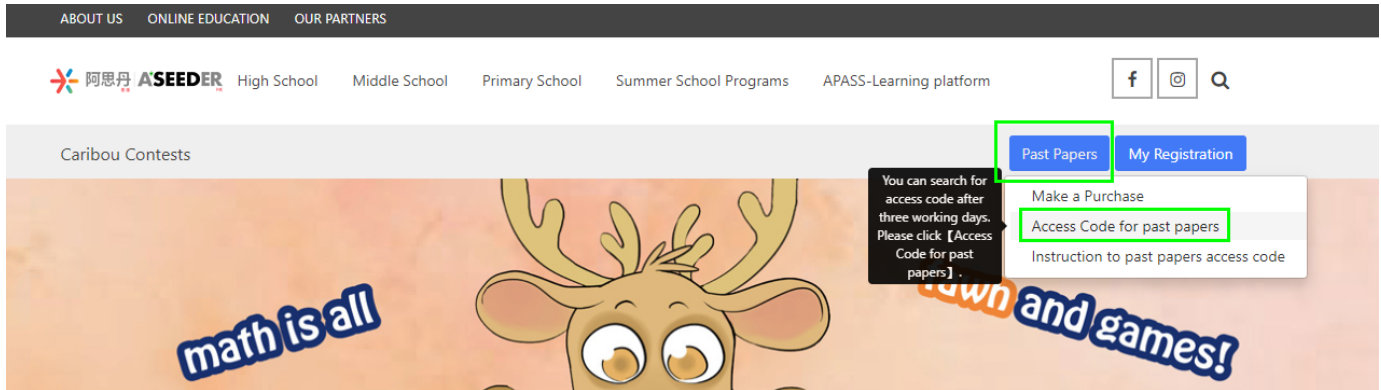 ABOUT US ONLINE EDUCATION OUR PARTNERS
阿思丹 ASEEDER High School Middle School Primary School Summer School Programs APASS-Learning platform
Caribou Contests Past Papers My Registration
You can search for
access code after
three working days.
Please click【Access
Code for past
papers】.
Make a Purchase
Access Code for past papers
Instruction to past papers access code
math is all
fawn and games!